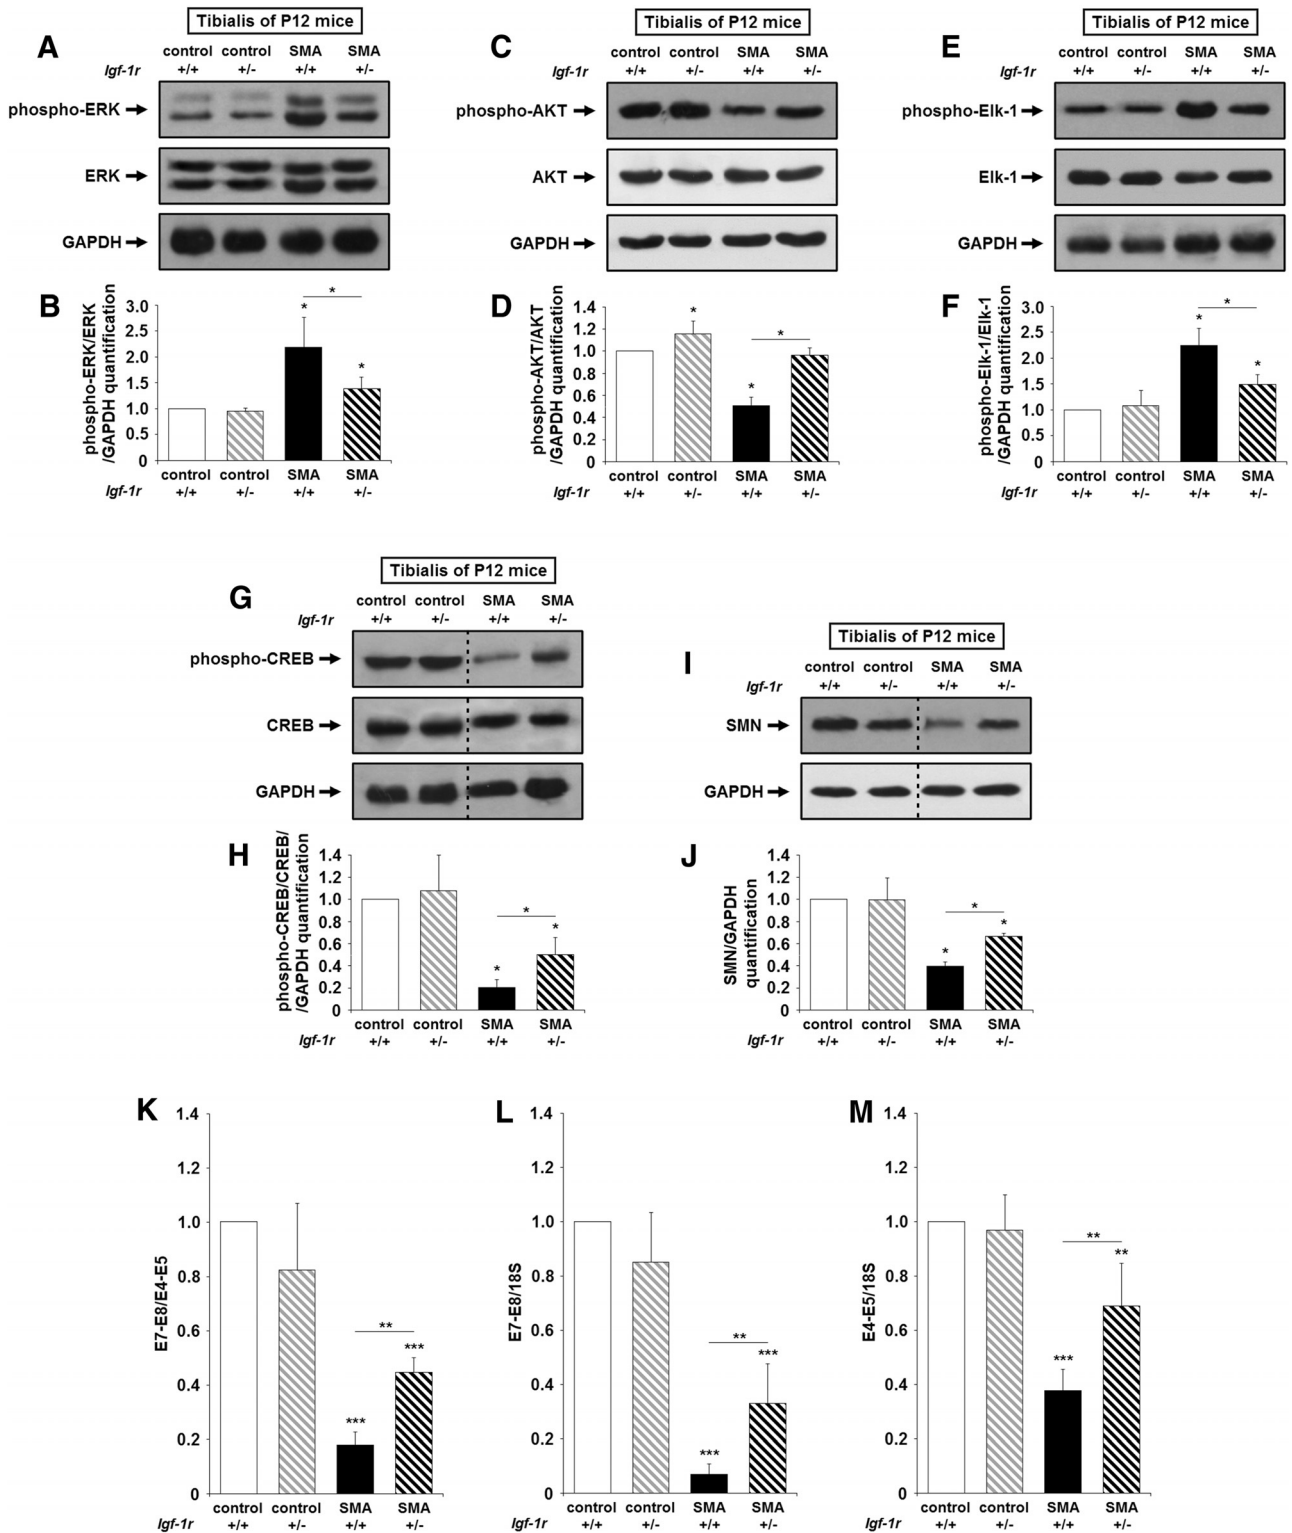 Tibialis of P12 mice
A
control control SMA SMA
Igf-1r +/+ +/- +/+ +/-
phospho-ERK
ERK
GAPDH
B
phospho-ERK/ERK
/GAPDH quantification
3.0
2.5
2.0
1.5
1.0
0.5
0
*
*
*
control control SMA SMA
Igf-1r +/+ +/- +/+ +/-
Tibialis of P12 mice
C
control control SMA SMA
Igf-1r +/+ +/- +/+ +/-
phospho-AKT
AKT
GAPDH
D
phospho-AKT/AKT
/GAPDH quantification
1.4
1.2
1.0
0.8
0.6
0.4
0.2
0
*
*
*
control control SMA SMA
Igf-1r +/+ +/- +/+ +/-
Tibialis of P12 mice
E
control control SMA SMA
Igf-1r +/+ +/- +/+ +/-
phospho-Elk-1
Elk-1
GAPDH
F
phospho-Elk-1/Elk-1
/GAPDH quantification
3.0
2.5
2.0
1.5
1.0
0.5
0
*
*
*
control control SMA SMA
Igf-1r +/+ +/- +/+ +/-
Tibialis of P12 mice
G
control control SMA SMA
Igf-1r +/+ +/- +/+ +/-
phospho-CREB
CREB
GAPDH
H
phospho-CREB/CREB/
/GAPDH quantification
1.4
1.2
1.0
0.8
0.6
0.4
0.2
0
*
*
*
control control SMA SMA
Igf-1r +/+ +/- +/+ +/-
Tibialis of P12 mice
I
control control SMA SMA
Igf-1r +/+ +/- +/+ +/-
SMN
GAPDH
J
SMN/GAPDH
quantification
1.4
1.2
1.0
0.8
0.6
0.4
0.2
0
*
*
*
control control SMA SMA
Igf-1r +/+ +/- +/+ +/-
K
E7-E8/E4-E5
1.4
1.2
1.0
0.8
0.6
0.4
0.2
0
**
***
***
control control SMA SMA
Igf-1r +/+ +/- +/+ +/-
L
E7-E8/18S
1.4
1.2
1.0
0.8
0.6
0.4
0.2
0
**
***
***
control control SMA SMA
Igf-1r +/+ +/- +/+ +/-
M
E4-E5/18S
1.4
1.2
1.0
0.8
0.6
0.4
0.2
0
**
**
***
control control SMA SMA
Igf-1r +/+ +/- +/+ +/-